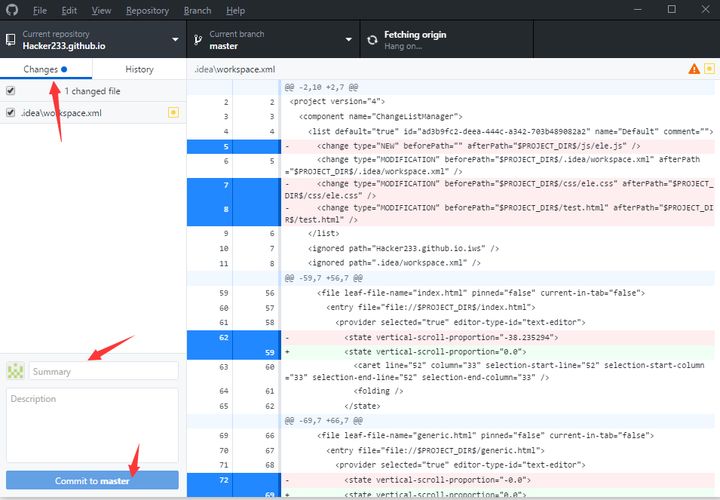 File Edit View Repository Branch Help
Current repository
Hacker233.github.io
Current branch
master
Fetching origin
Hang on...
Changes
History
.idea\workspace.xml
1 changed file
.idea\workspace.xml
@@ -2,10 +2,7 @@
2 2 <project version="4">
3 3 <component name="ChangeListManager">
4 4 <list default="true" id="ad3b9fc2-deea-444c-a342-703b489082a2" name="Default" comment="">
5 - <change type="NEW" beforePath="" afterPath="$PROJECT_DIR$/js/ele.js" />
6 5 <change type="MODIFICATION" beforePath="$PROJECT_DIR$/.idea/workspace.xml" afterPath
="$PROJECT_DIR$/.idea/workspace.xml" />
7 - <change type="MODIFICATION" beforePath="$PROJECT_DIR$/css/ele.css" afterPath="$PROJECT_
DIR$/css/ele.css" />
8 - <change type="MODIFICATION" beforePath="$PROJECT_DIR$/test.html" afterPath="$PROJECT_DI
R$/test.html" />
9 6 </list>
10 7 <ignored path="Hacker233.github.io.iws" />
11 8 <ignored path=".idea/workspace.xml" />
@@ -59,7 +56,7 @@
59 56 <file leaf-file-name="index.html" pinned="false" current-in-tab="false">
60 57 <entry file="file://$PROJECT_DIR$/index.html">
61 58 <provider selected="true" editor-type-id="text-editor">
62 - <state vertical-scroll-proportion="-38.235294">
59 + <state vertical-scroll-proportion="0.0">
63 60 <caret line="52" column="33" selection-start-line="52" selection-start-column
="33" selection-end-line="52" selection-end-column="33" />
64 61 <folding />
65 62 </state>
@@ -69,7 +66,7 @@
69 66 <file leaf-file-name="generic.html" pinned="false" current-in-tab="false">
70 67 <entry file="file://$PROJECT_DIR$/generic.html">
71 68 <provider selected="true" editor-type-id="text-editor">
72 - <state vertical-scroll-proportion="-0.0">
69 + <state vertical-scroll-proportion="0.0">
Summary
Description
Commit to master